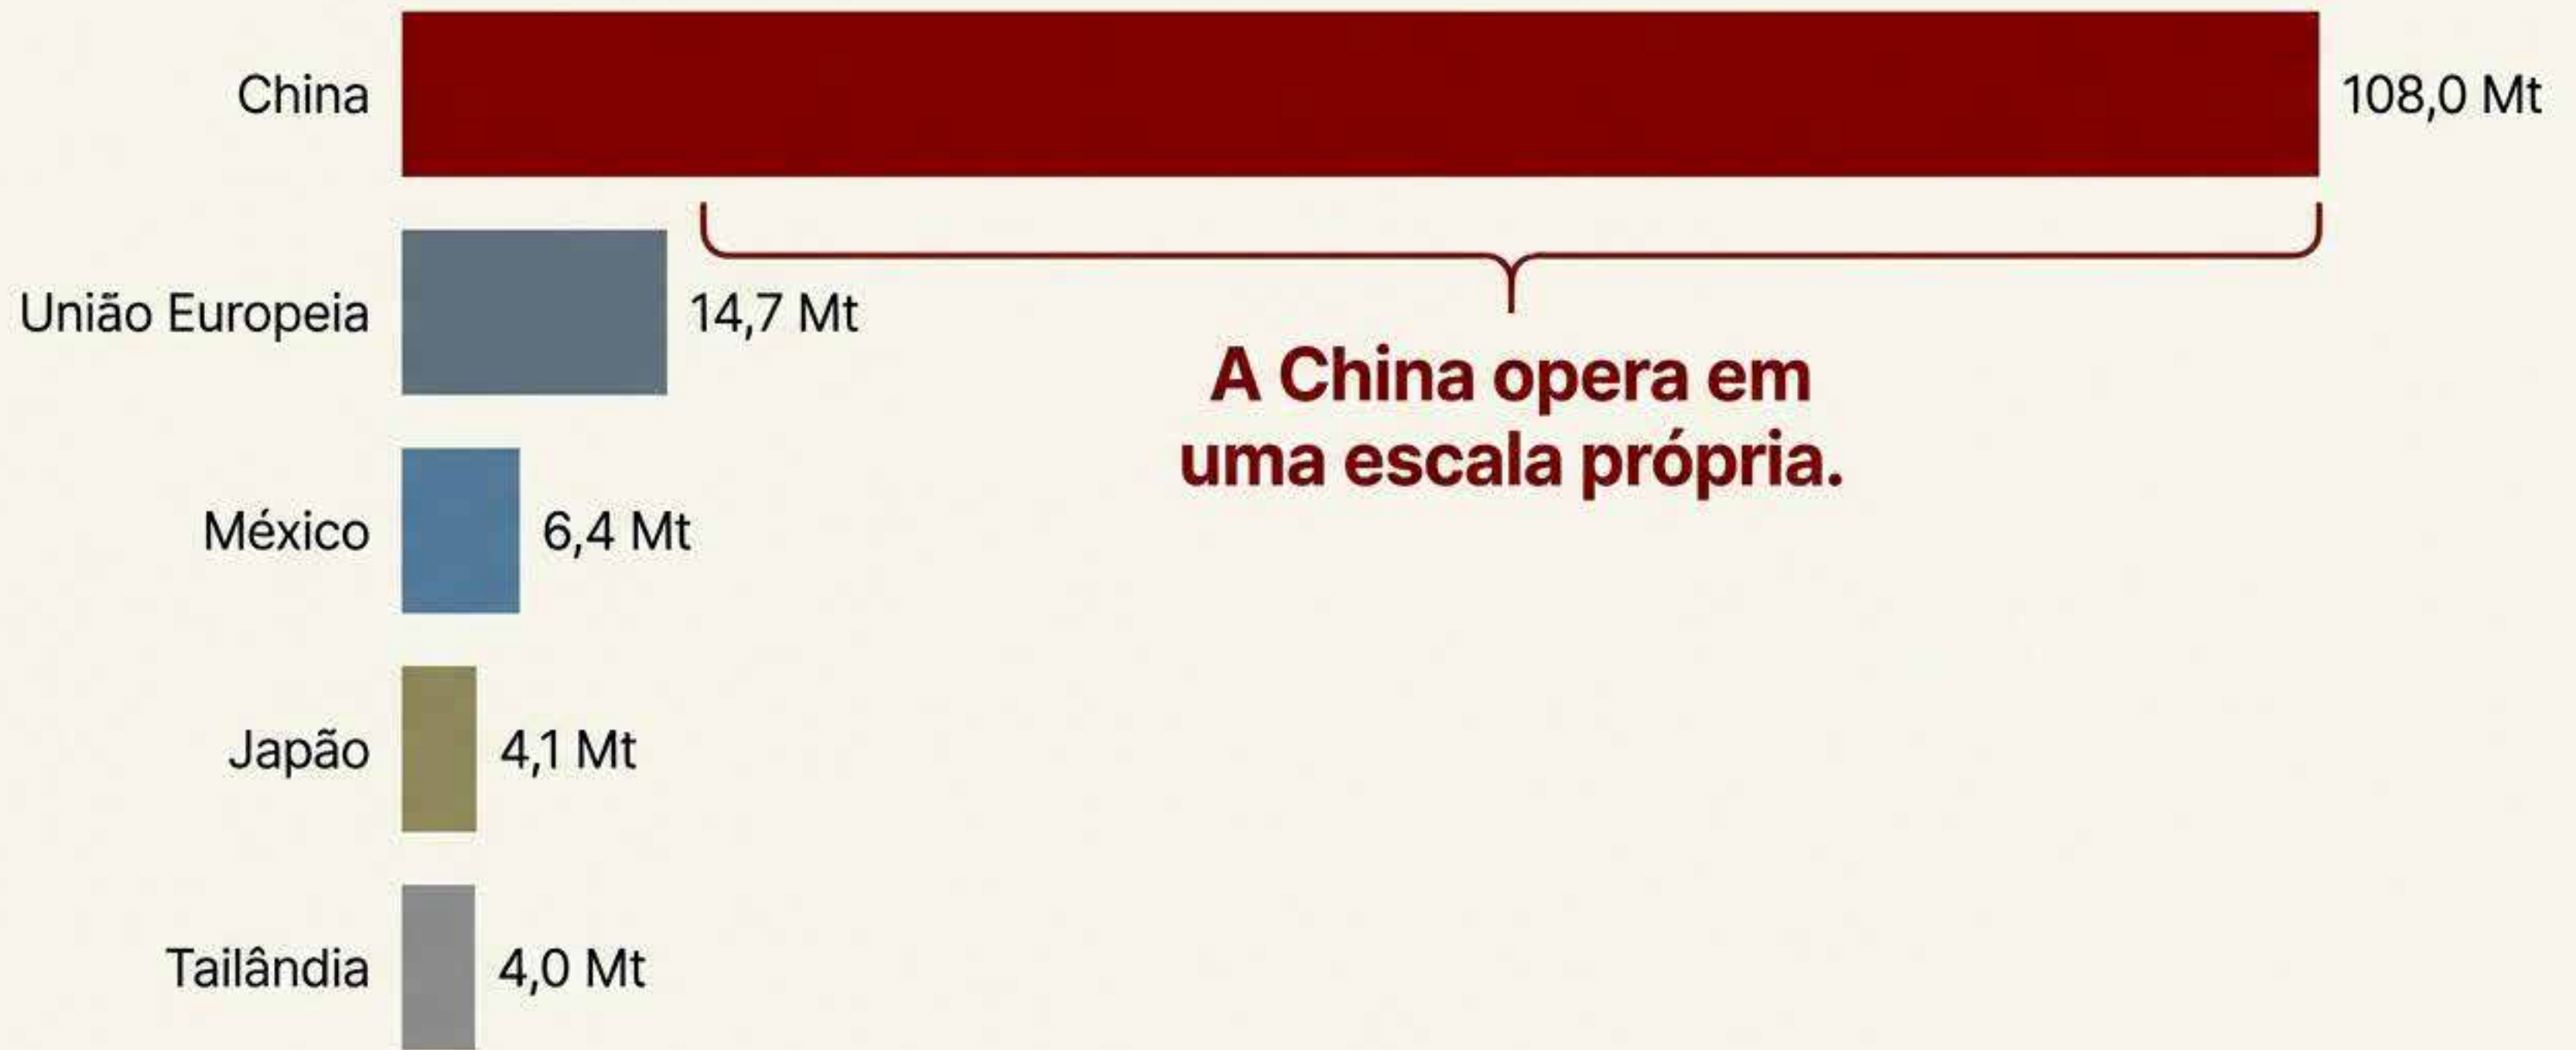 China 108,0 Mt
União Europeia 14,7 Mt
A China opera em
uma escala própria.
México 6,4 Mt
Japão 4,1 Mt
Tailândia 4,0 Mt